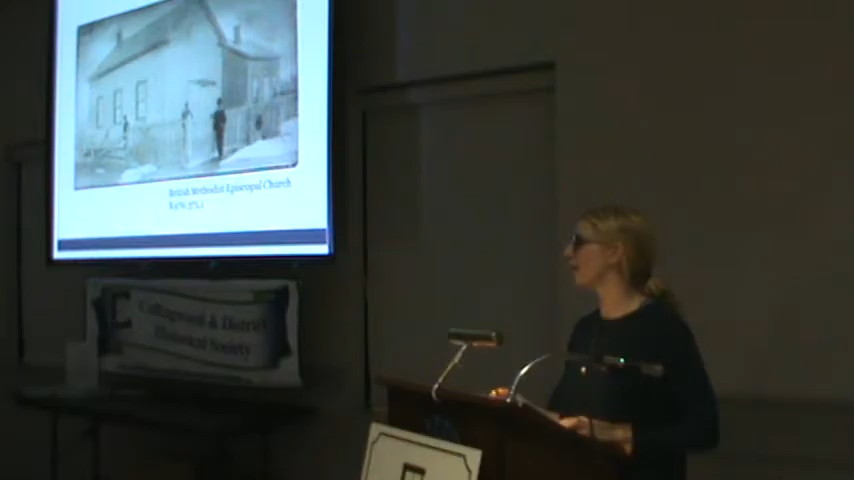 British Methodist Episcopal Church
Collingwood & District
Historical Society